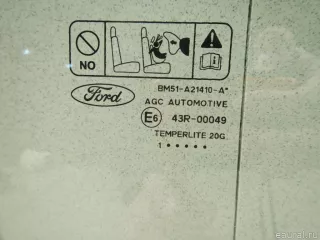 NO
Ford
BM51-A21410-A*
AGC AUTOMOTIVE
E6 43R-00049
TEMPERLITE 20G
1 • • • • •